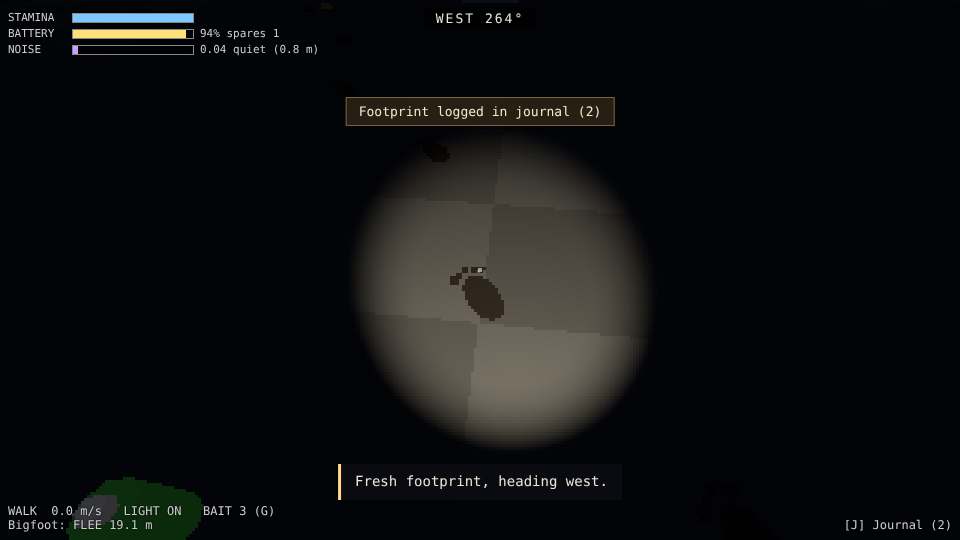 STAMINA
WEST 264°
BATTERY 94% spares 1
NOISE 0.04 quiet (0.8 m)
Footprint logged in journal (2)
Fresh footprint, heading west.
WALK 0.0 m/s LIGHT ON BAIT 3 (G)
Bigfoot: FLEE 19.1 m
[J] Journal (2)